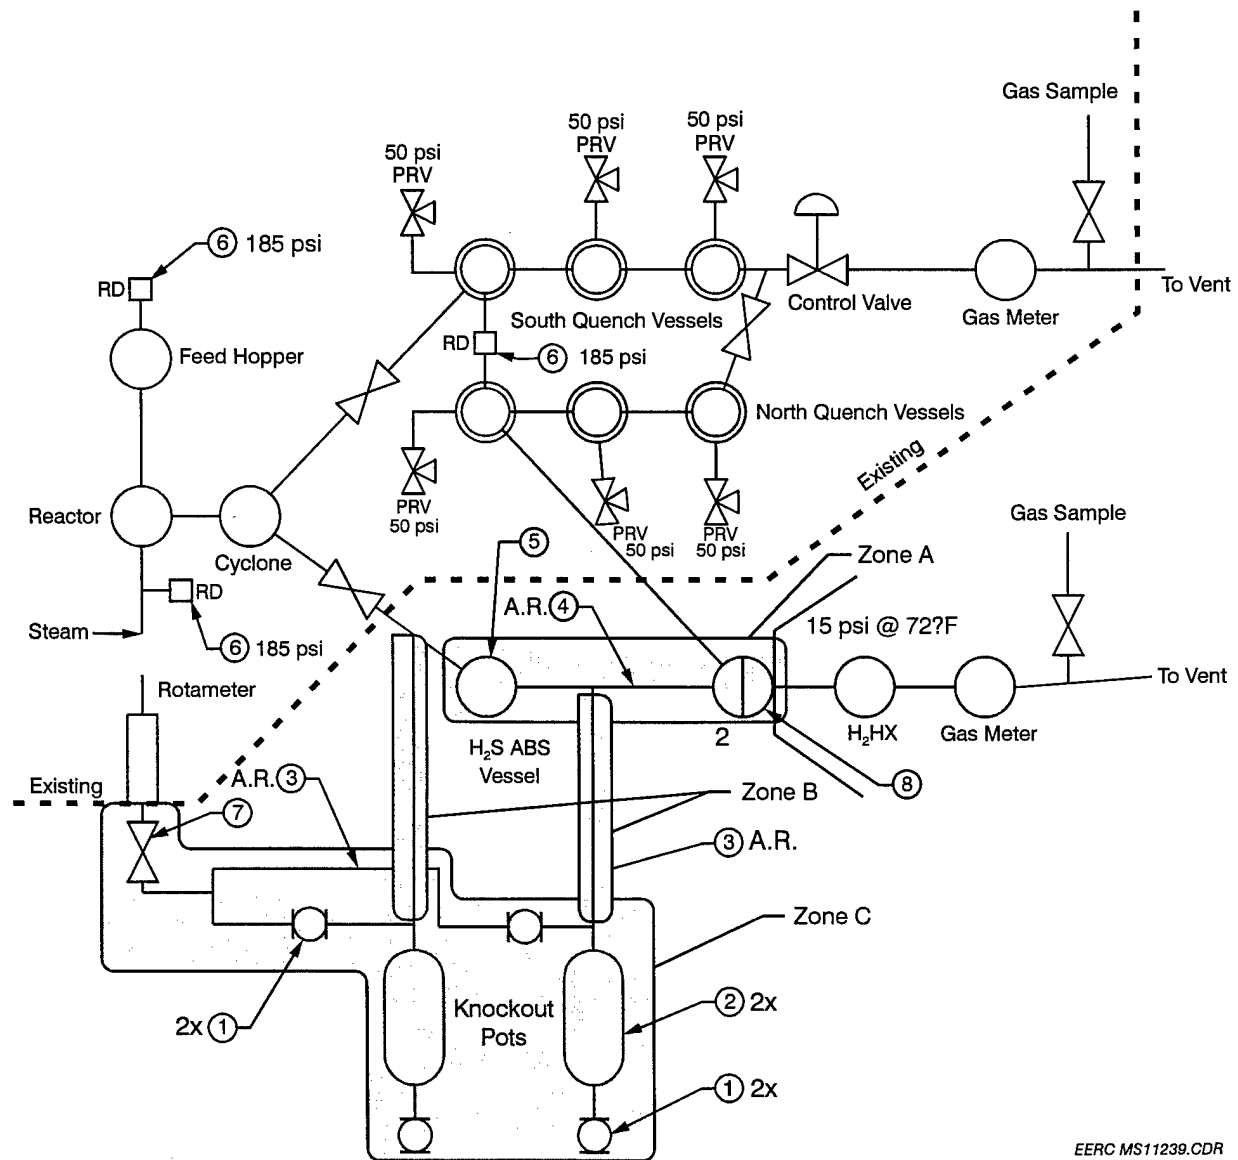 Gas Sample
50 psi
PRV
50 psi
PRV
50 psi
PRV
6 185 psi
RD
To Vent
Control Valve
Gas Meter
South Quench Vessels
Feed Hopper
RD
6 185 psi
North Quench Vessels
Existing
PRV
50 psi
PRV
50 psi
PRV
50 psi
Reactor
Cyclone
Gas Sample
5
Zone A
RD
A.R. 4
15 psi @ 72?F
Steam
6 185 psi
Rotameter
To Vent
2
H2HX
Gas Meter
H2S ABS
Vessel
Existing
A.R. 3
Zone B
8
7
3 A.R.
Zone C
Knockout
Pots
2 2x
2x 1
1 2x
EERC MS11239.CDR